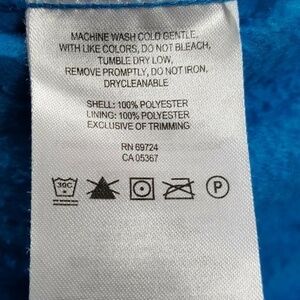 MACHINE WASH COLD GENTLE,
WITH LIKE COLORS, DO NOT BLEACH,
TUMBLE DRY LOW,
REMOVE PROMPTLY, DO NOT IRON,
DRYCLEANABLE
SHELL: 100% POLYESTER
LINING: 100% POLYESTER
EXCLUSIVE OF TRIMMING
RN 69724
CA 05367
30C P